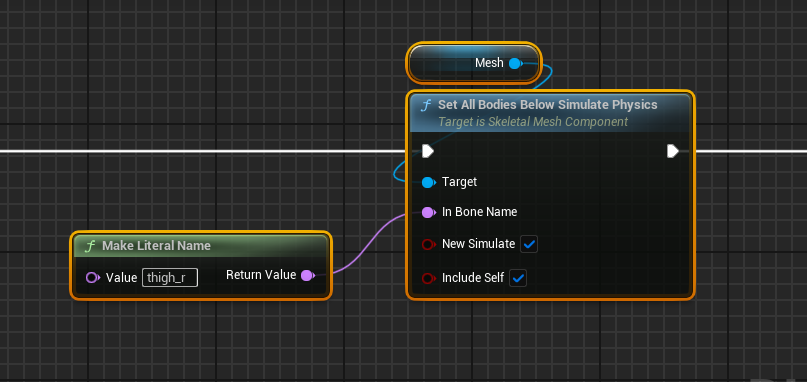 Mesh
Set All Bodies Below Simulate Physics
Target is Skeletal Mesh Component
Target
In Bone Name
New Simulate
Include Self
Make Literal Name
Value thigh_r Return Value